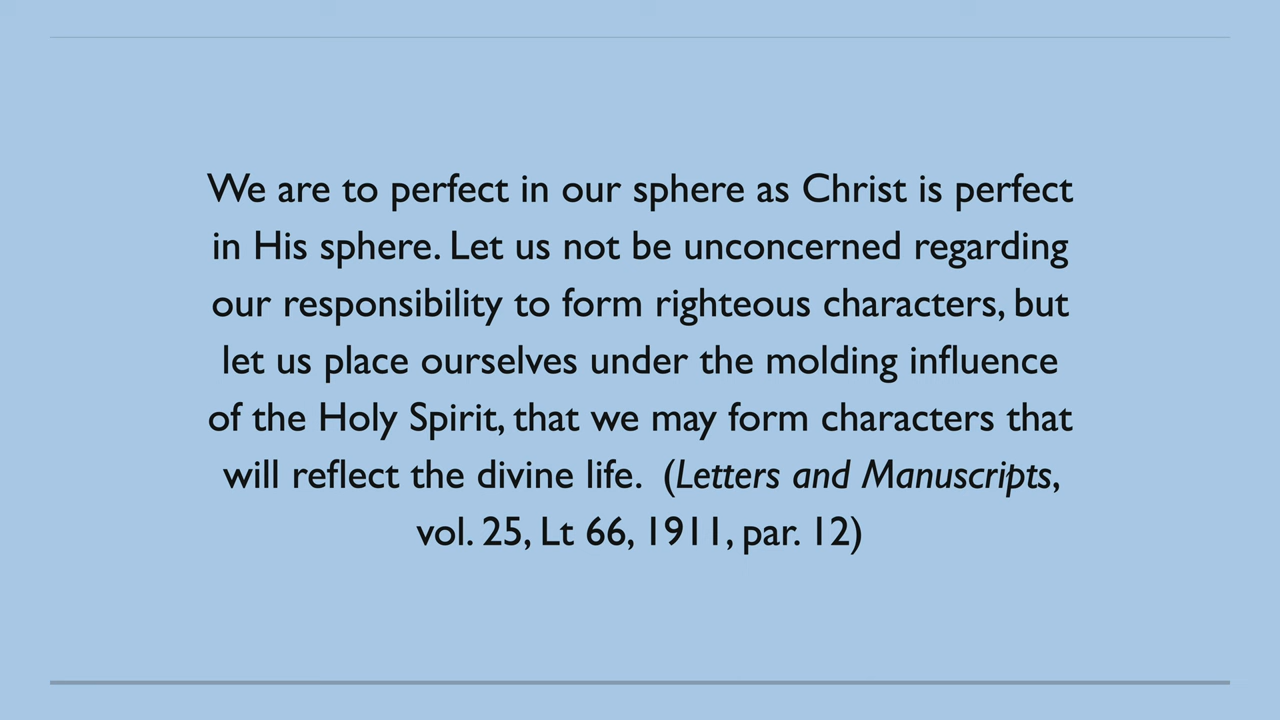 We are to perfect in our sphere as Christ is perfect
in His sphere. Let us not be unconcerned regarding
our responsibility to form righteous characters, but
let us place ourselves under the molding influence
of the Holy Spirit, that we may form characters that
will reflect the divine life.  (Letters and Manuscripts,
vol. 25, Lt 66, 1911, par. 12)